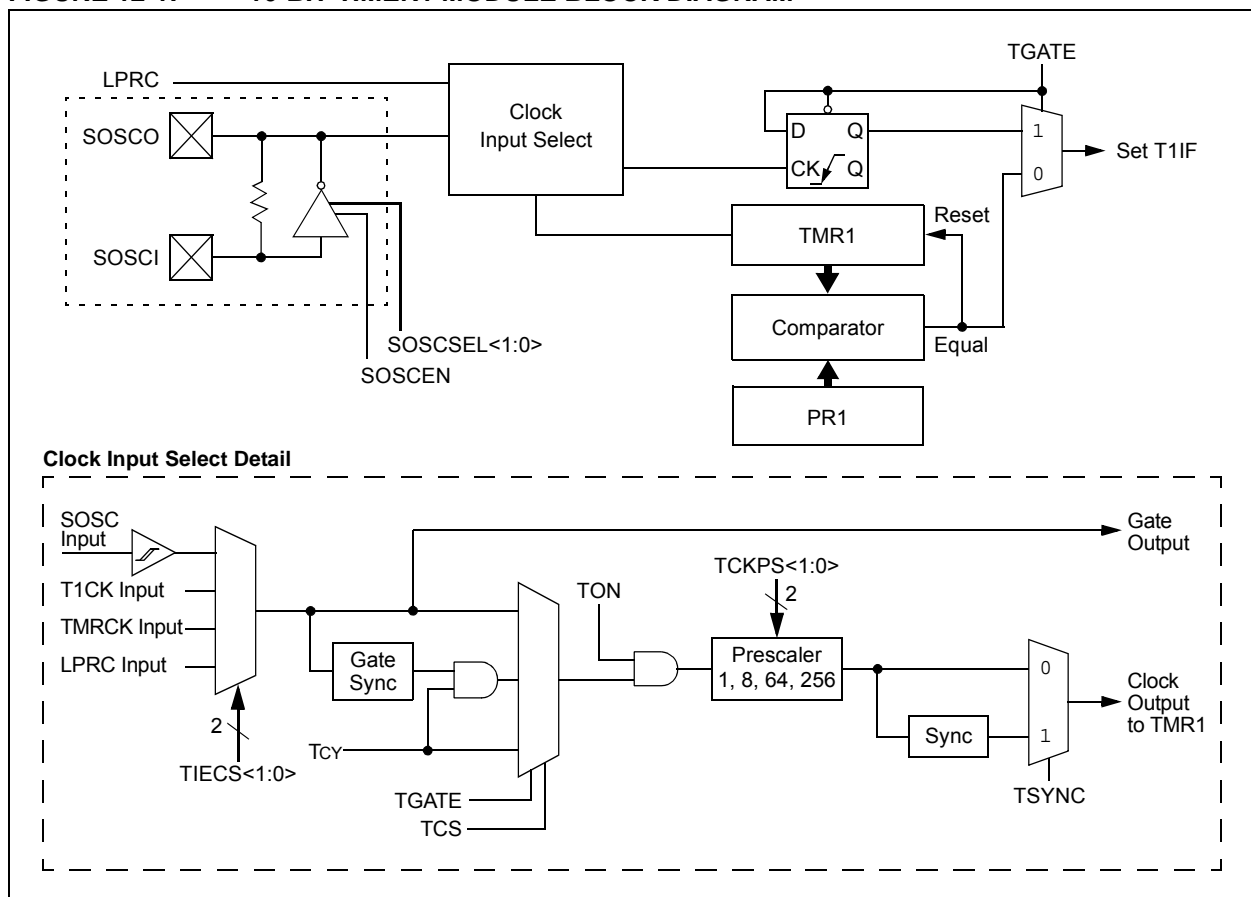 LPRC
SOSCO
SOSCI
Clock
Input Select
TGATE
D
Q
CK
Q
1
0
Set T1IF
TMR1
Reset
Comparator
Equal
PR1
SOSCSEL<1:0>
SOSCEN
Clock Input Select Detail
SOSC
Input
T1CK Input
TMRCK Input
LPRC Input
2
TIECS<1:0>
Gate
Sync
TCY
TGATE
TCS
TON
TCKPS<1:0>
2
Prescaler
1, 8, 64, 256
Sync
0
1
TSYNC
Gate
Output
Clock
Output
to TMR1